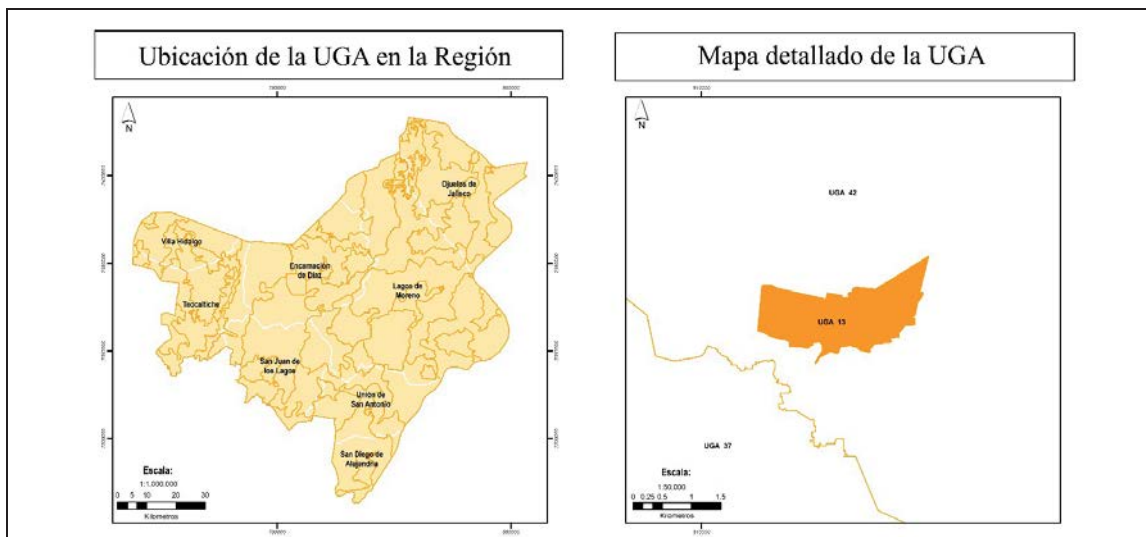 Ubicación de la UGA en la Región
N
Ojuelos de
Jalisco
Villa Hidalgo
Encarnación
de Díaz
Lagos de
Moreno
Teocaltiche
San Juan de
los Lagos
Unión de
San Antonio
San Diego de
Alejandría
Escala:
1:1,000,000
0 5 10 20 30
Kilometros
Mapa detallado de la UGA
N
UGA 42
UGA 13
UGA 37
Escala:
1:50,000
0 0.25 0.5 1 1.5
Kilometros